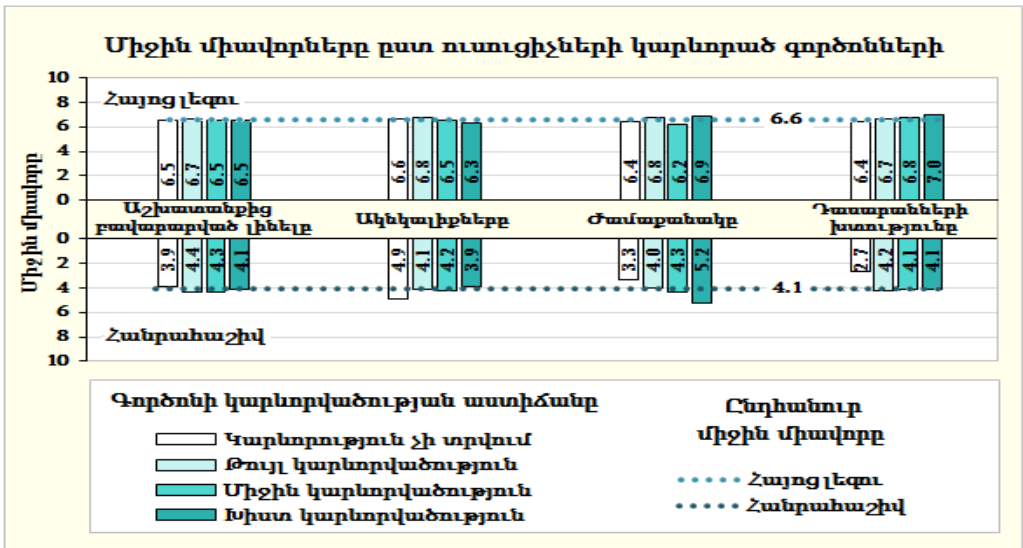 Միջին միավորները ըստ ուսուցիչների կարևորած գործոնների
Միջին միավորը
10
8
6
4
2
0
Հայոց լեզու
6.5 6.7 6.5 6.5
6.6 6.8 6.5 6.3
6.4 6.8 6.2 6.9
6.6
6.4 6.7 6.8 7.0
Աշխատանքից
բավարարված լինելը
Ակնկալիքները
Ժամաքանակը
Դասարանների
խտությունը
0
2
4
6
8
10
3.9 4.4 4.3 4.1
4.9 4.1 4.2 3.9
3.3 4.0 4.3 5.2
4.1
2.7 4.2 4.1 4.1
Հանրահաշիվ
Գործոնի կարևորվածության աստիճանը
Կարևորություն չի տրվում
Թույլ կարևորվածություն
Միջին կարևորվածություն
Խիստ կարևորվածություն
Ընդհանուր
միջին միավորը
Հայոց լեզու
Հանրահաշիվ